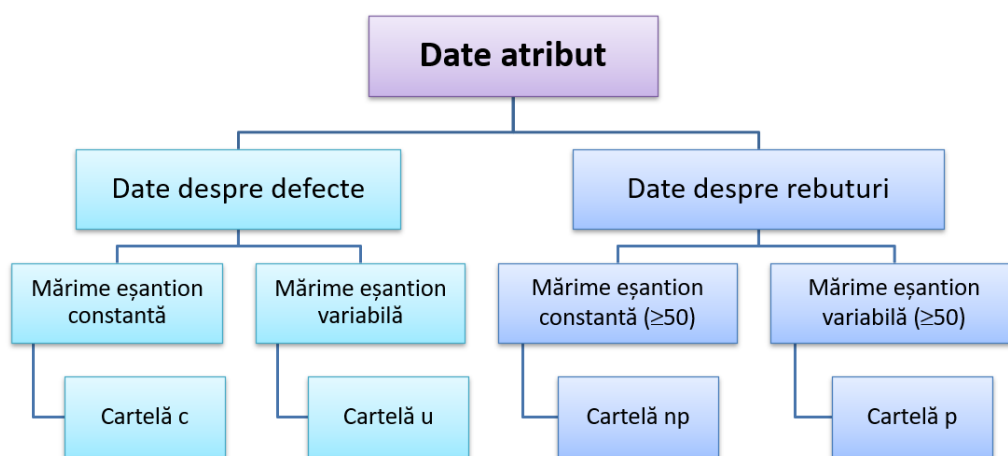 Date atribut
Date despre defecte
Date despre rebuturi
Mărime eșantion
constantă
Mărime eșantion
variabilă
Mărime eșantion
constantă (≥50)
Mărime eșantion
variabilă (≥50)
Cartelă c
Cartelă u
Cartelă np
Cartelă p